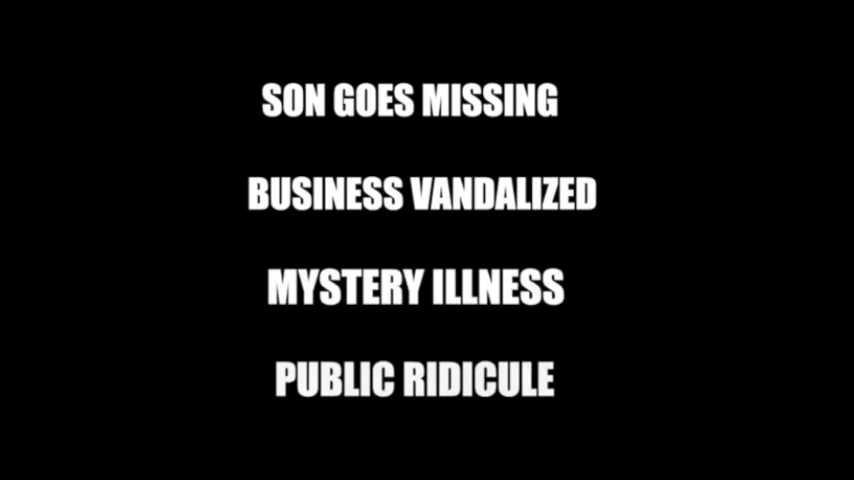 SON GOES MISSING
BUSINESS VANDALIZED
MYSTERY ILLNESS
PUBLIC RIDICULE